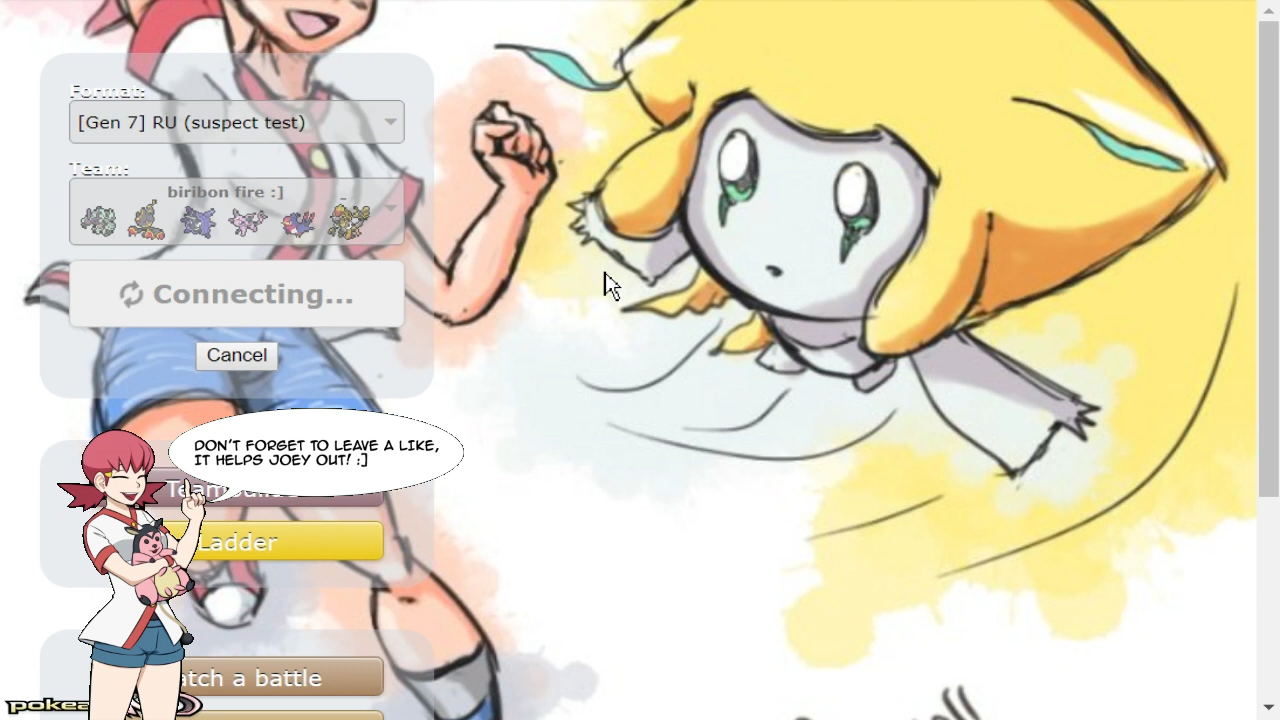 Format:
[Gen 7] RU (suspect test)
Team:
biribon fire :]
Connecting...
Cancel
DON'T FORGET TO LEAVE A LIKE,
IT HELPS JOEY OUT! :]
Ladder
atch a battle